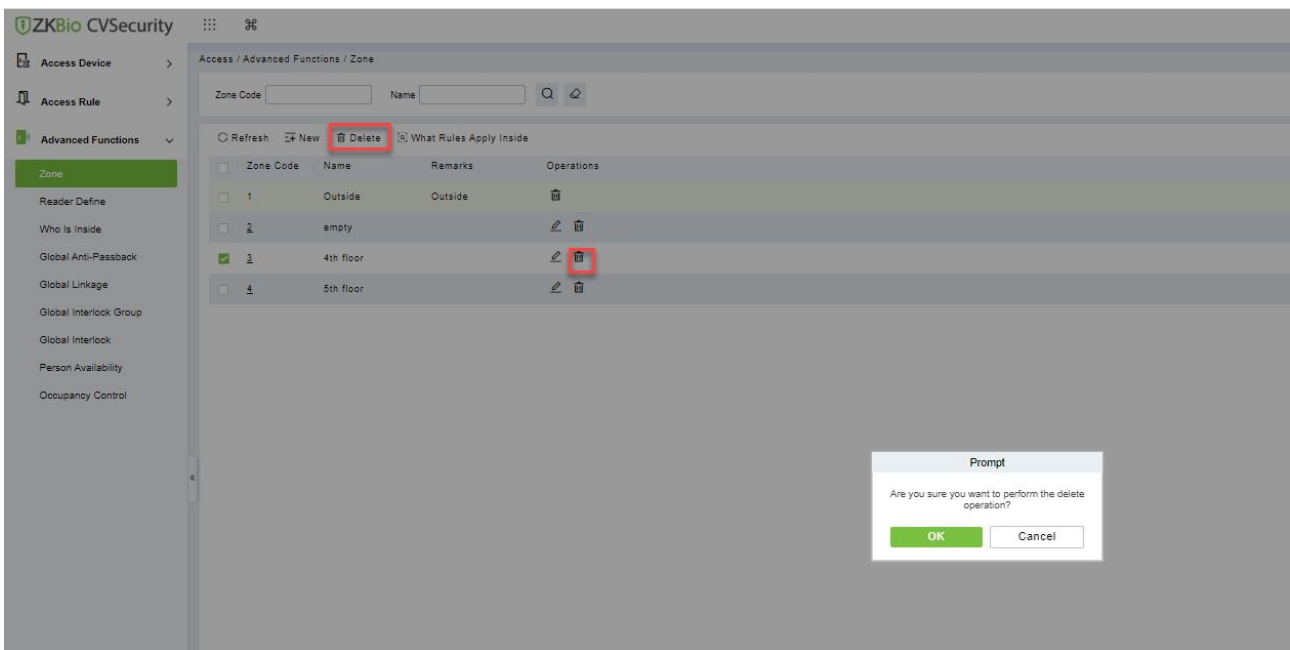 ZKBio CVSecurity
Access Device
Access Rule
Advanced Functions
Zone
Reader Define
Who Is Inside
Global Anti-Passback
Global Linkage
Global Interlock Group
Global Interlock
Person Availability
Occupancy Control
Access / Advanced Functions / Zone
Zone Code Name
Refresh New Delete What Rules Apply Inside
Zone Code Name Remarks Operations
1 Outside Outside
2 empty
3 4th floor
4 5th floor
Prompt
Are you sure you want to perform the delete
operation?
OK Cancel